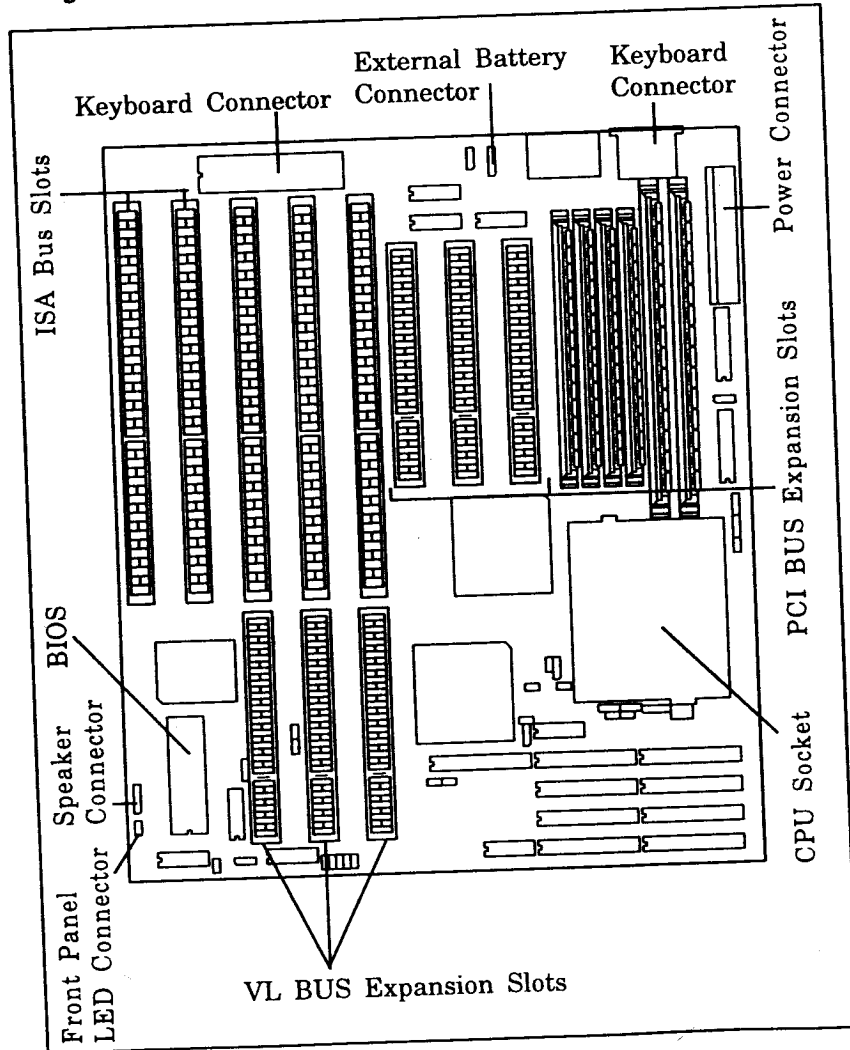 External Battery
Connector
Keyboard
Connector
Keyboard Connector
Power Connector
ISA Bus Slots
PCI BUS Expansion Slots
BIOS
Speaker
Connector
CPU Socket
Front Panel
LED Connector
VL BUS Expansion Slots